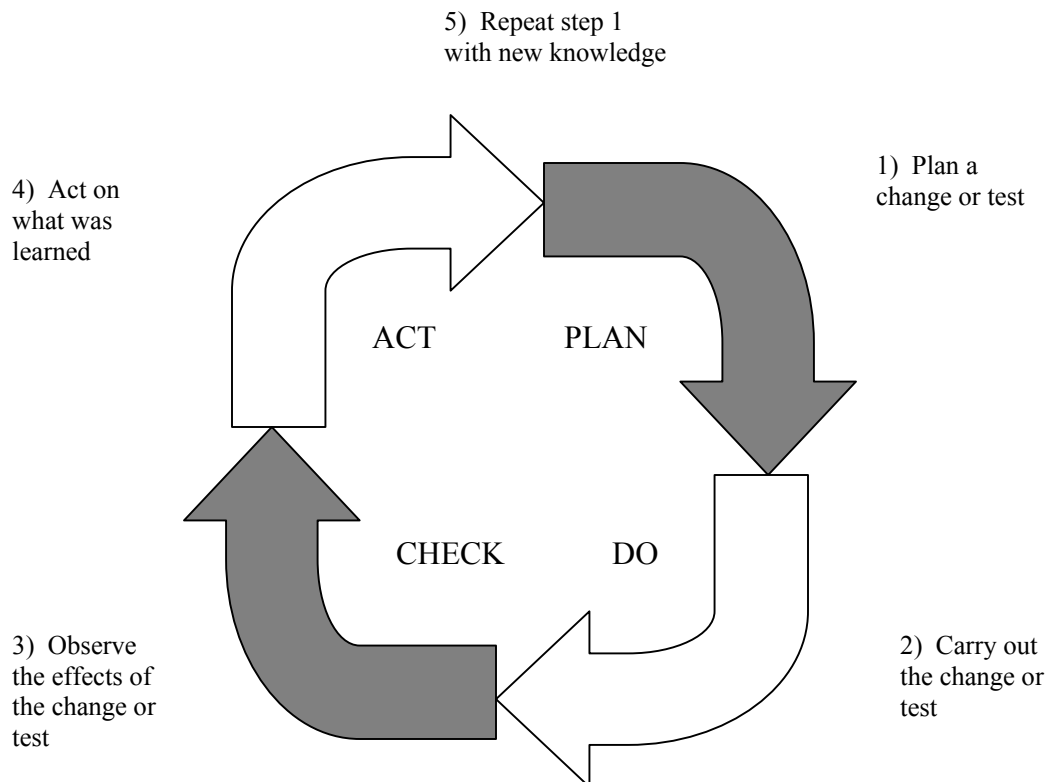 5) Repeat step 1
with new knowledge
1) Plan a
change or test
4) Act on
what was
learned
ACT
PLAN
CHECK
DO
3) Observe
the effects of
the change or
test
2) Carry out
the change or
test